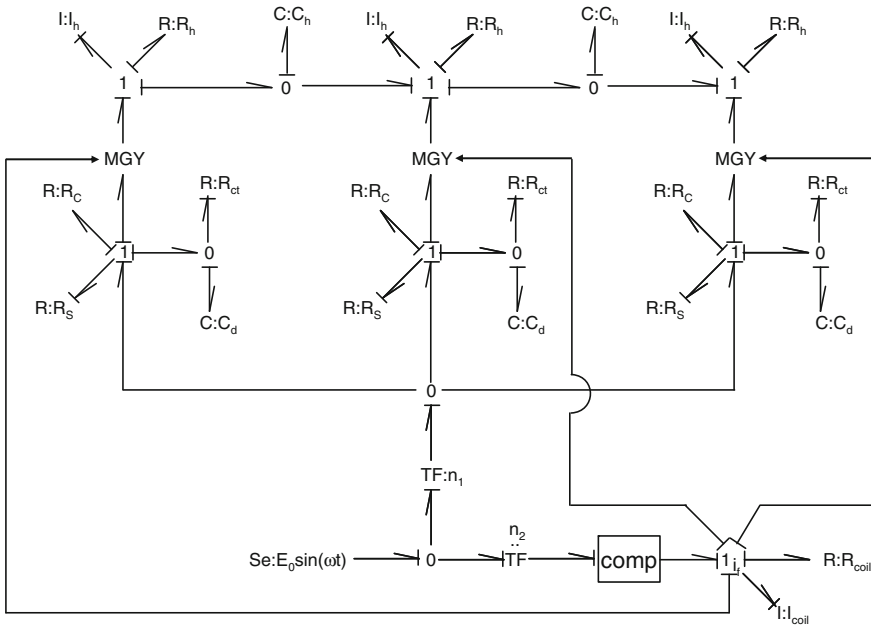 I:I_h R:R_h C:C_h I:I_h R:R_h C:C_h I:I_h R:R_h
1 0 1 0 1
MGY MGY MGY
R:R_C R:R_ct R:R_C R:R_ct R:R_C R:R_ct
1 0 1 0 1 0
R:R_S C:C_d R:R_S C:C_d R:R_S C:C_d
0
TF:n_1
n_2
Se:E_0sin(ωt) 0 T̈F comp 1 i_f R:R_coil
I:I_coil